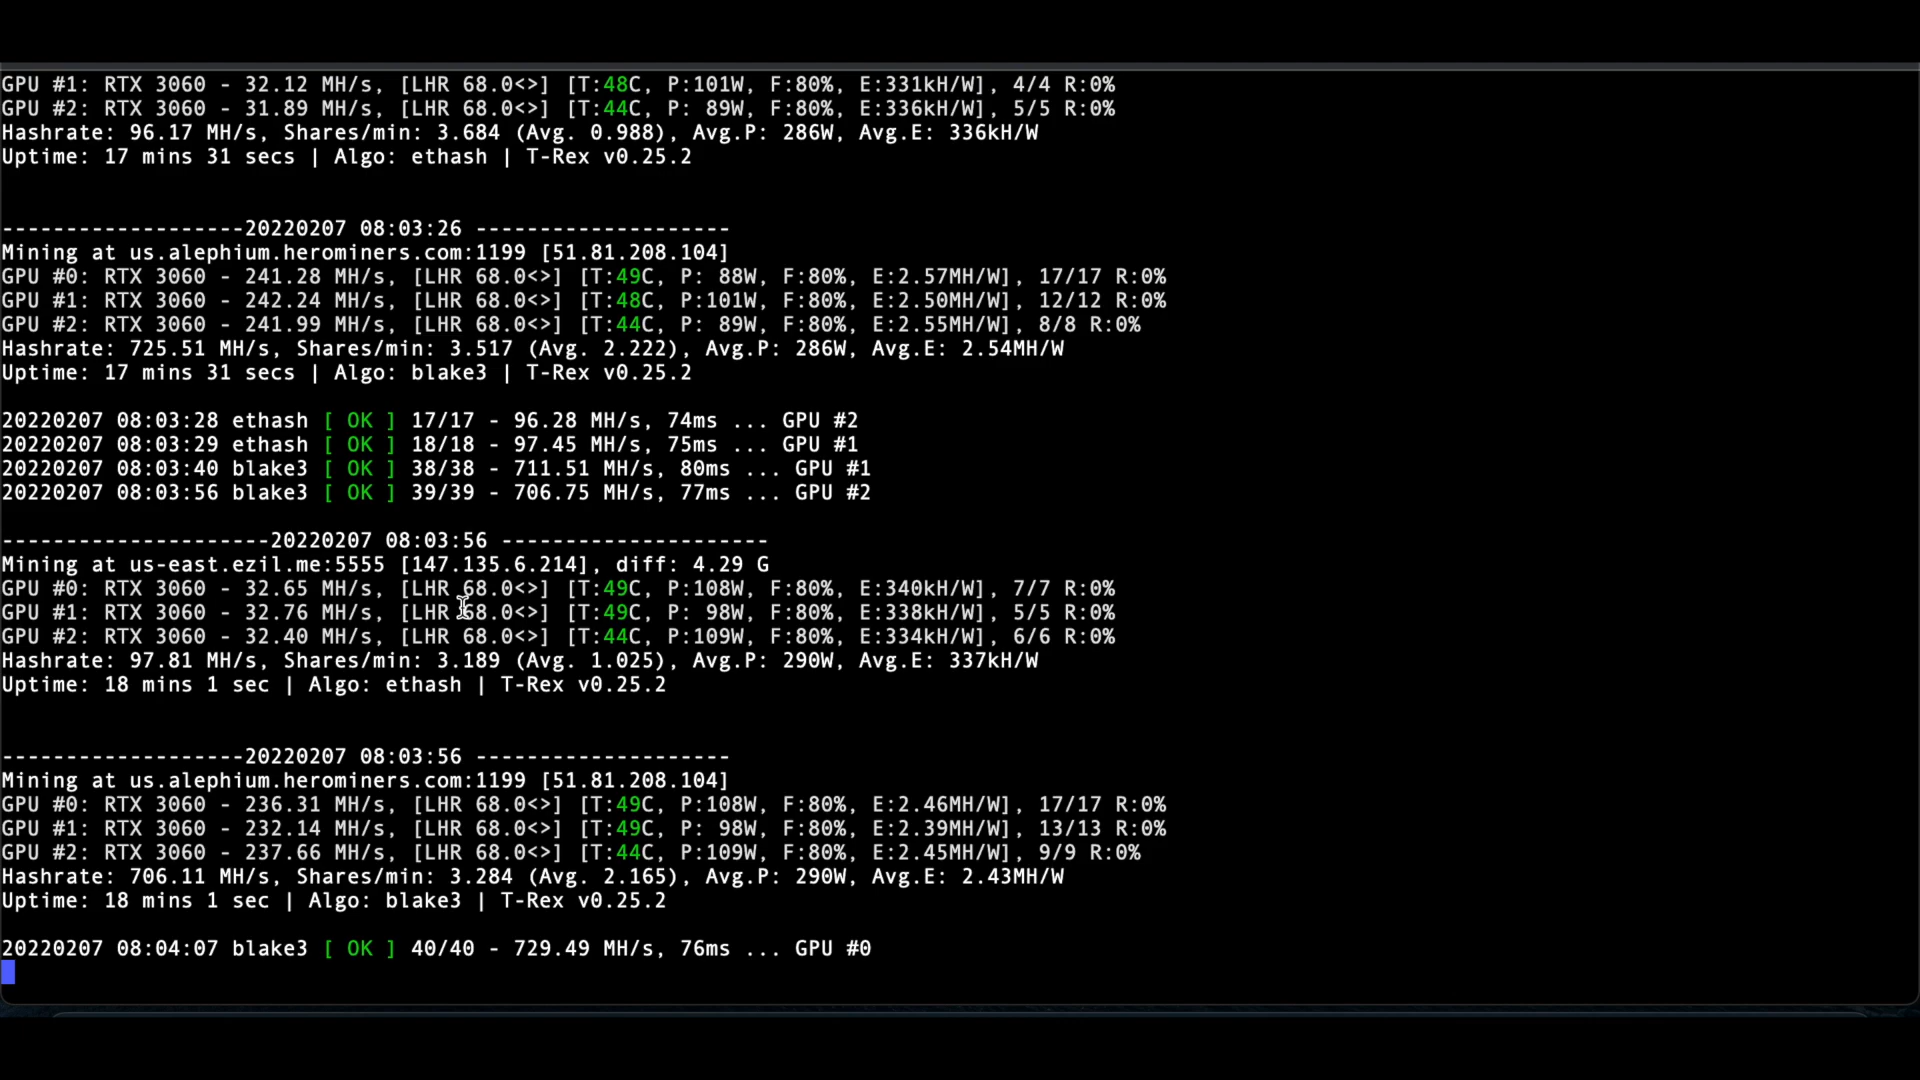 GPU #1: RTX 3060 - 32.12 MH/s, [LHR 68.0<>] [T:48C, P:101W, F:80%, E:331kH/W], 4/4 R:0%
GPU #2: RTX 3060 - 31.89 MH/s, [LHR 68.0<>] [T:44C, P: 89W, F:80%, E:336kH/W], 5/5 R:0%
Hashrate: 96.17 MH/s, Shares/min: 3.684 (Avg. 0.988), Avg.P: 286W, Avg.E: 336kH/W
Uptime: 17 mins 31 secs | Algo: ethash | T-Rex v0.25.2
-------------------20220207 08:03:26 --------------------
Mining at us.alephium.herominers.com:1199 [51.81.208.104]
GPU #0: RTX 3060 - 241.28 MH/s, [LHR 68.0<>] [T:49C, P: 88W, F:80%, E:2.57MH/W], 17/17 R:0%
GPU #1: RTX 3060 - 242.24 MH/s, [LHR 68.0<>] [T:48C, P:101W, F:80%, E:2.50MH/W], 12/12 R:0%
GPU #2: RTX 3060 - 241.99 MH/s, [LHR 68.0<>] [T:44C, P: 89W, F:80%, E:2.55MH/W], 8/8 R:0%
Hashrate: 725.51 MH/s, Shares/min: 3.517 (Avg. 2.222), Avg.P: 286W, Avg.E: 2.54MH/W
Uptime: 17 mins 31 secs | Algo: blake3 | T-Rex v0.25.2
20220207 08:03:28 ethash [ OK ] 17/17 - 96.28 MH/s, 74ms ... GPU #2
20220207 08:03:29 ethash [ OK ] 18/18 - 97.45 MH/s, 75ms ... GPU #1
20220207 08:03:40 blake3 [ OK ] 38/38 - 711.51 MH/s, 80ms ... GPU #1
20220207 08:03:56 blake3 [ OK ] 39/39 - 706.75 MH/s, 77ms ... GPU #2
---------------------20220207 08:03:56 ---------------------
Mining at us-east.ezil.me:5555 [147.135.6.214], diff: 4.29 G
GPU #0: RTX 3060 - 32.65 MH/s, [LHR 68.0<>] [T:49C, P:108W, F:80%, E:340kH/W], 7/7 R:0%
GPU #1: RTX 3060 - 32.76 MH/s, [LHR 68.0<>] [T:49C, P: 98W, F:80%, E:338kH/W], 5/5 R:0%
GPU #2: RTX 3060 - 32.40 MH/s, [LHR 68.0<>] [T:44C, P:109W, F:80%, E:334kH/W], 6/6 R:0%
Hashrate: 97.81 MH/s, Shares/min: 3.189 (Avg. 1.025), Avg.P: 290W, Avg.E: 337kH/W
Uptime: 18 mins 1 sec | Algo: ethash | T-Rex v0.25.2
-------------------20220207 08:03:56 --------------------
Mining at us.alephium.herominers.com:1199 [51.81.208.104]
GPU #0: RTX 3060 - 236.31 MH/s, [LHR 68.0<>] [T:49C, P:108W, F:80%, E:2.46MH/W], 17/17 R:0%
GPU #1: RTX 3060 - 232.14 MH/s, [LHR 68.0<>] [T:49C, P: 98W, F:80%, E:2.39MH/W], 13/13 R:0%
GPU #2: RTX 3060 - 237.66 MH/s, [LHR 68.0<>] [T:44C, P:109W, F:80%, E:2.45MH/W], 9/9 R:0%
Hashrate: 706.11 MH/s, Shares/min: 3.284 (Avg. 2.165), Avg.P: 290W, Avg.E: 2.43MH/W
Uptime: 18 mins 1 sec | Algo: blake3 | T-Rex v0.25.2
20220207 08:04:07 blake3 [ OK ] 40/40 - 729.49 MH/s, 76ms ... GPU #0